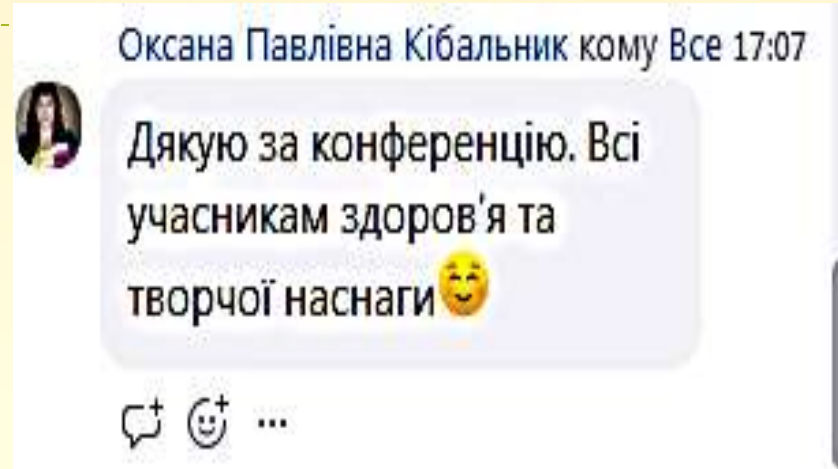 Оксана Павлівна Кібальник кому Все 17:07
Дякую за конференцію. Всі
учасникам здоров'я та
творчої наснаги😊